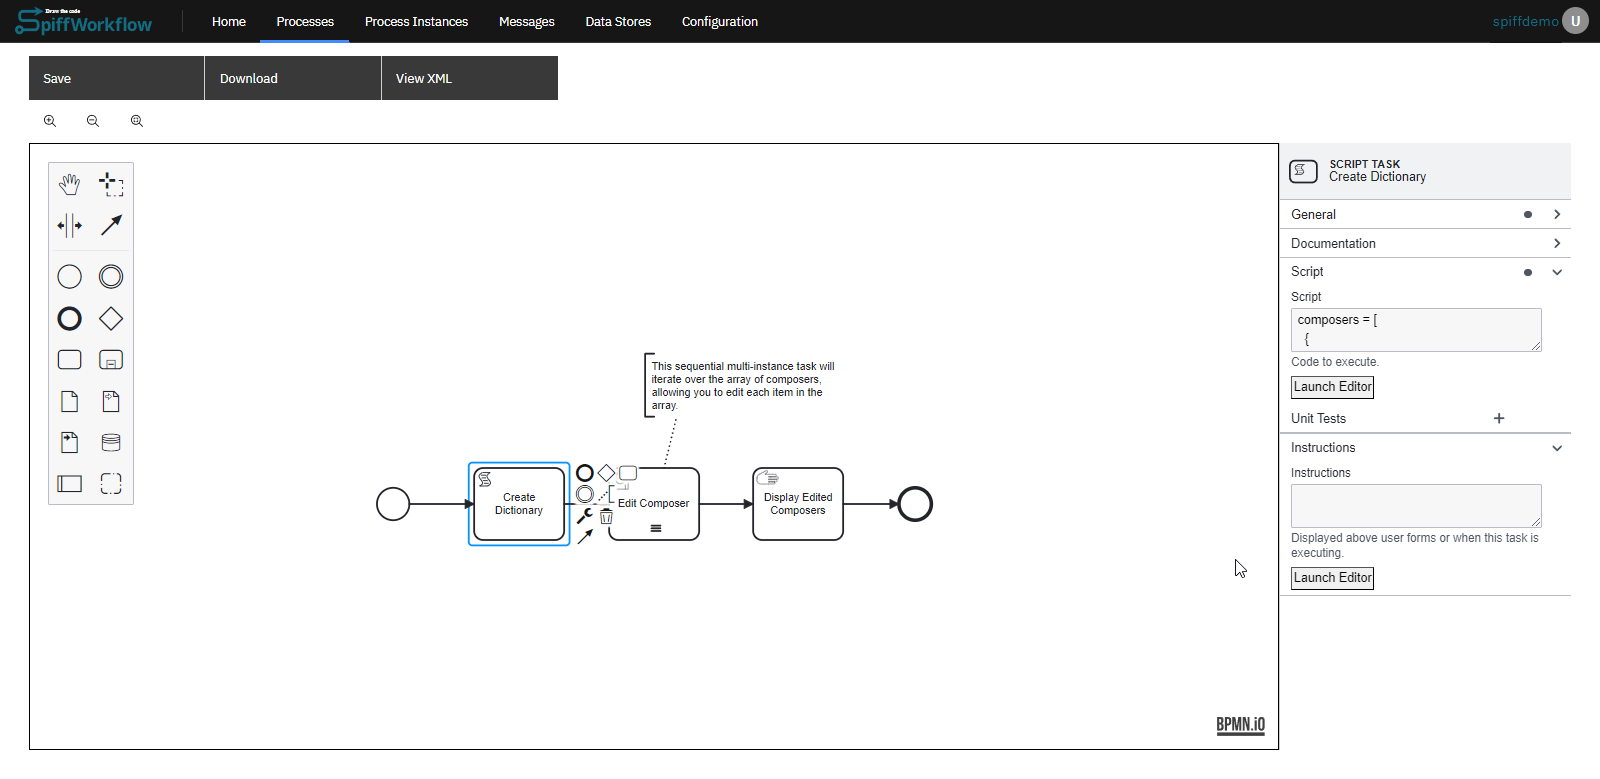 Draw the code
SpiffWorkflow
Home
Processes
Process Instances
Messages
Data Stores
Configuration
spiffdemo
U
Save
Download
View XML
SCRIPT TASK
Create Dictionary
General
Documentation
Script
Script
composers = [
{
Code to execute.
Launch Editor
Unit Tests
Instructions
Instructions
Displayed above user forms or when this task is
executing.
Launch Editor
This sequential multi-instance task will
iterate over the array of composers,
allowing you to edit each item in the
array.
Create
Dictionary
Edit Composer
Display Edited
Composers
BPMN.iO